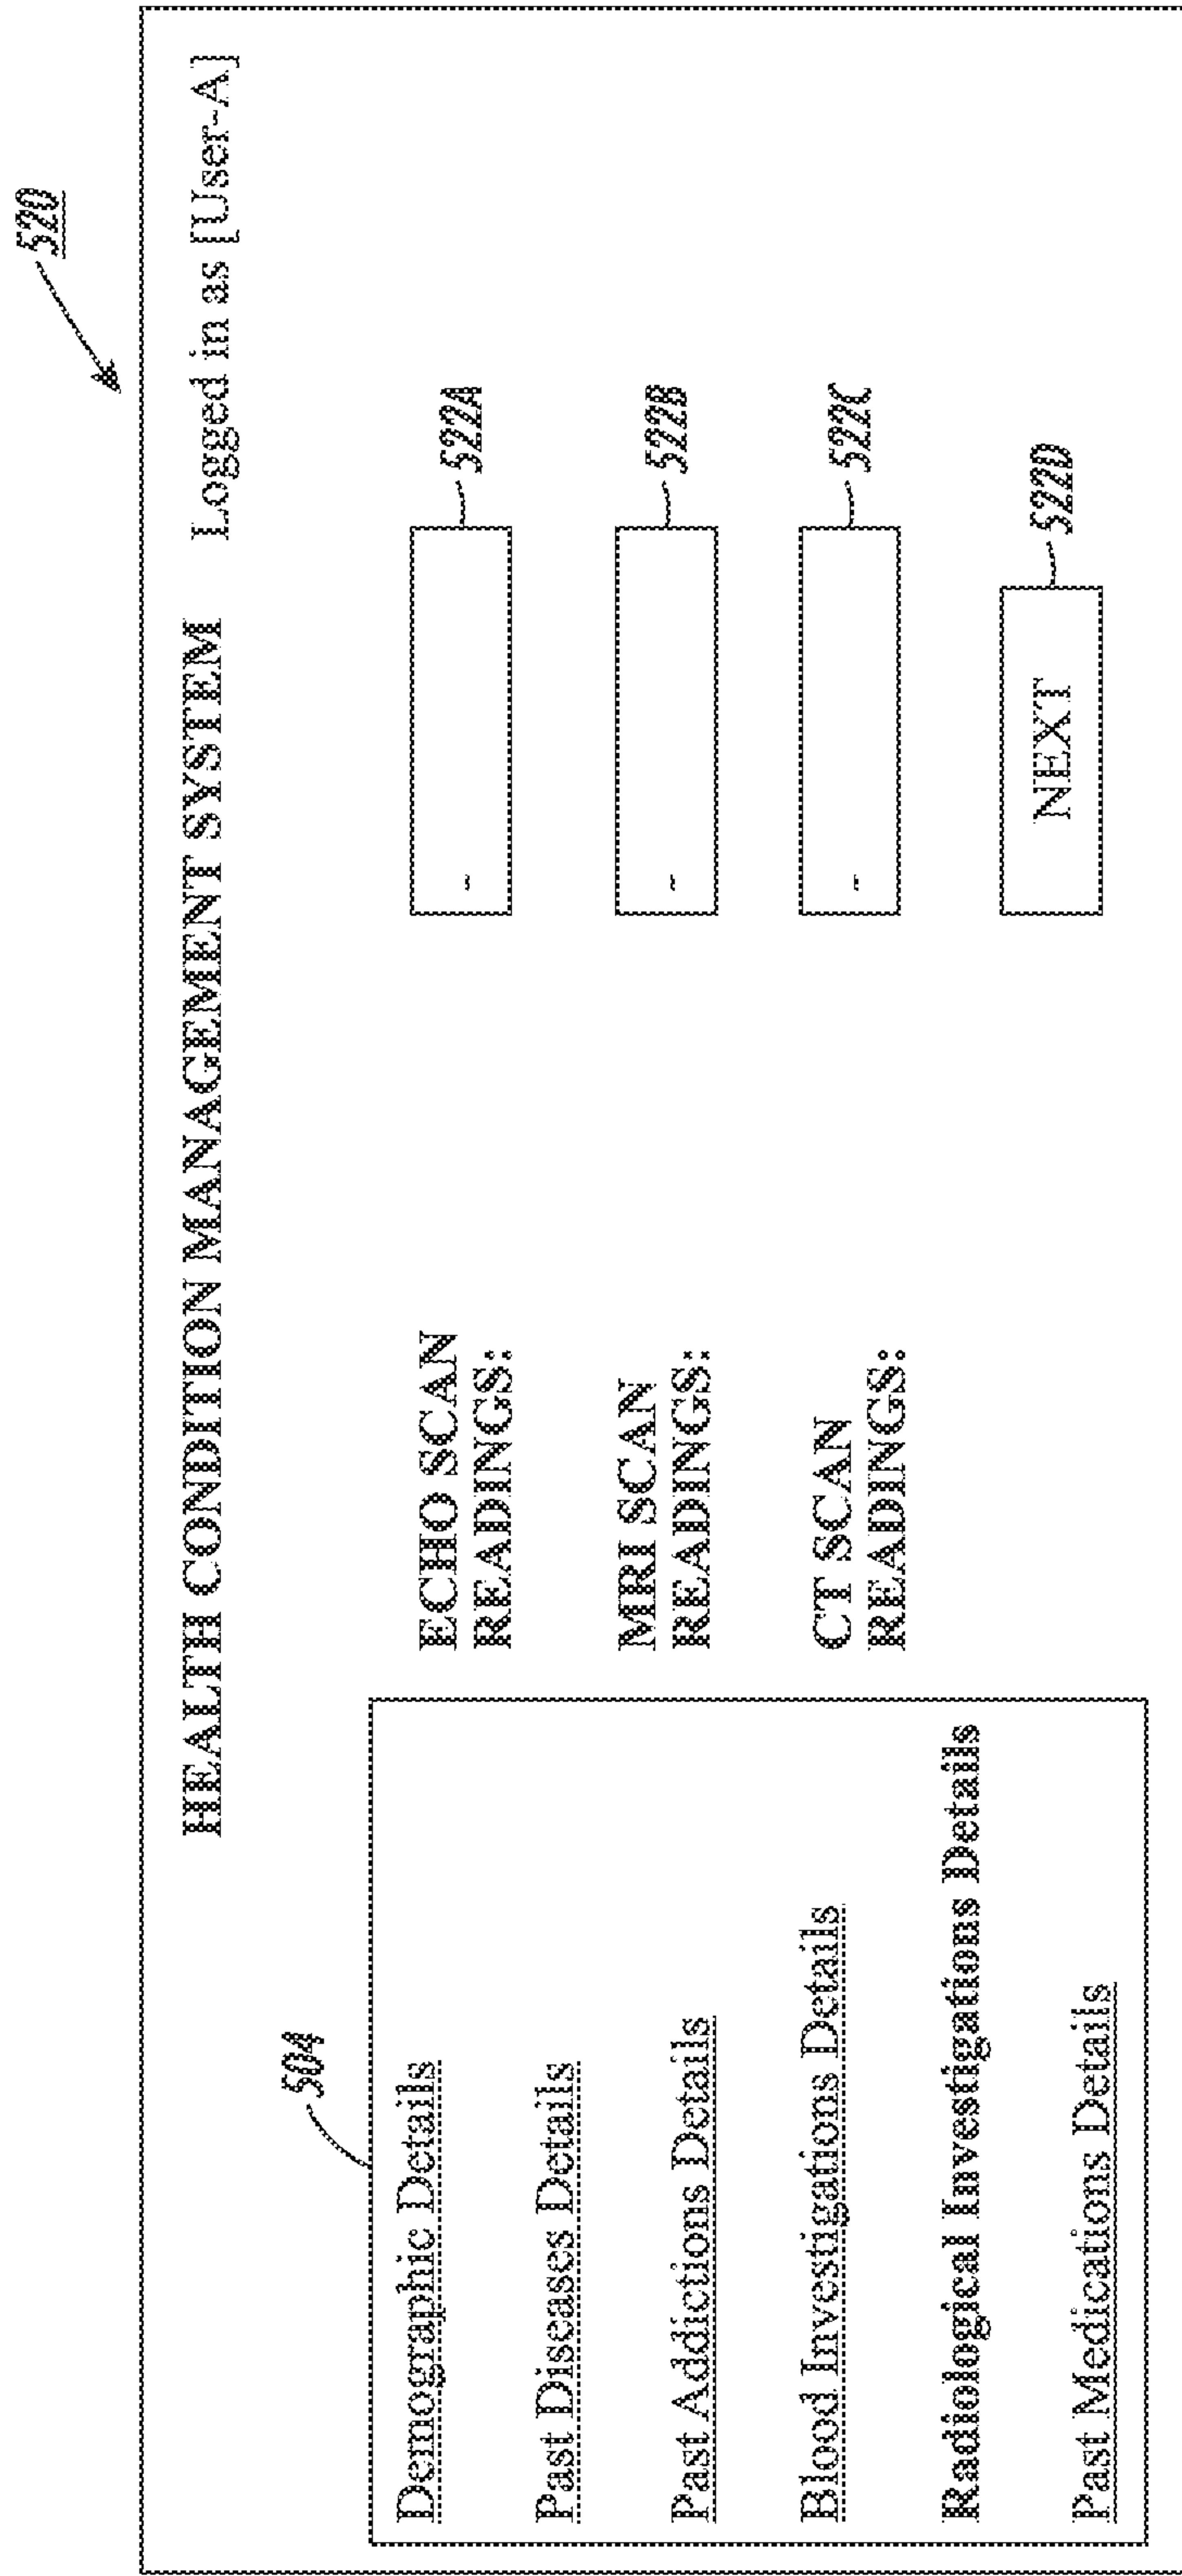 520
HEALTH CONDITION MANAGEMENT SYSTEM Logged in as [User-A]
504
Demographic Details
Past Diseases Details
Past Addictions Details
Blood Investigations Details
Radiological Investigations Details
Past Medications Details
ECHO SCAN
READINGS:
- 522A
MRI SCAN
READINGS:
- 522B
CT SCAN
READINGS:
- 522C
NEXT 522D